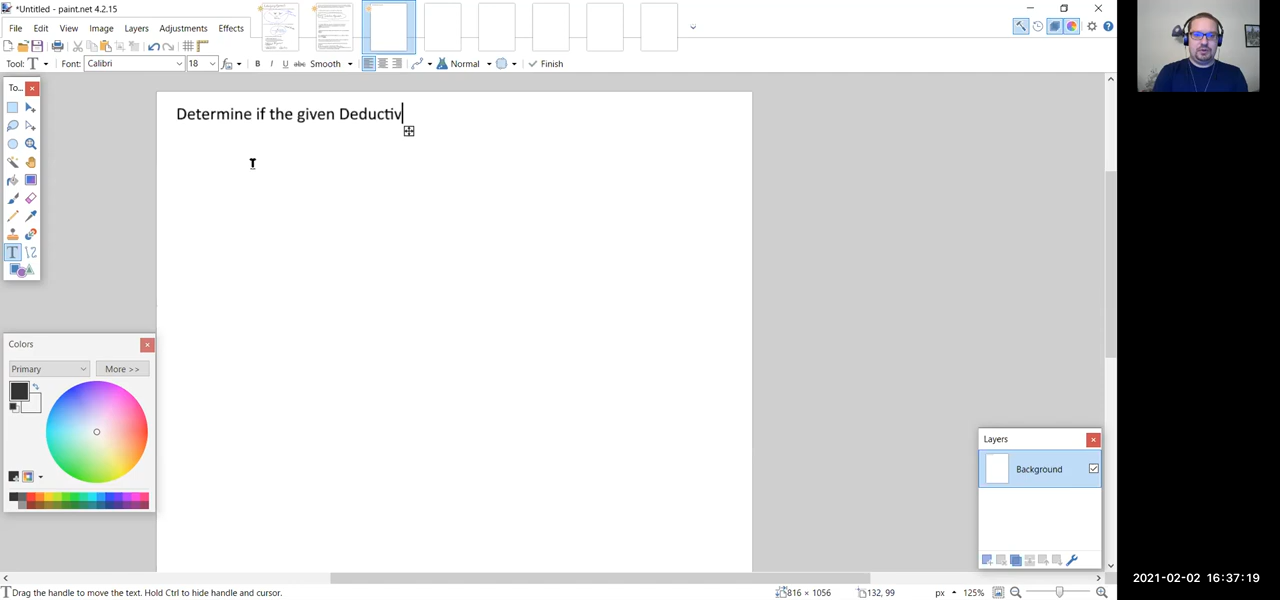 *Untitled - paint.net 4.2.15
File Edit View Image Layers Adjustments Effects
Tool: T Font: Calibri 18 B I U abc Smooth Normal Finish
To...
Determine if the given Deductiv
Colors
Primary More >>
Layers
Background
Drag the handle to move the text. Hold Ctrl to hide handle and cursor. 816 × 1056 132, 99 px 125%
2021-02-02 16:37:19